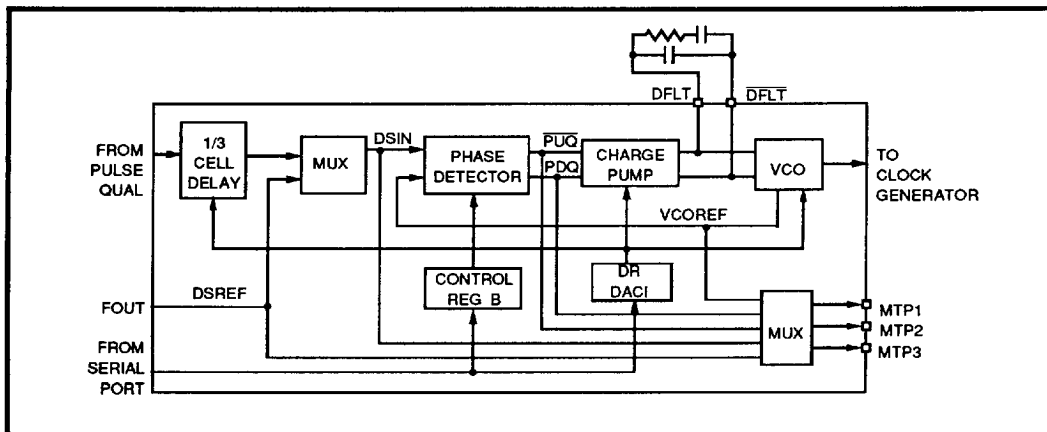 DFLT
DFLT
FROM
PULSE
QUAL
1/3
CELL
DELAY
MUX
DSIN
PHASE
DETECTOR
PUQ
PDQ
CHARGE
PUMP
VCO
TO
CLOCK
GENERATOR
VCOREF
CONTROL
REG B
DR
DACI
FOUT
DSREF
MUX
MTP1
MTP2
MTP3
FROM
SERIAL
PORT